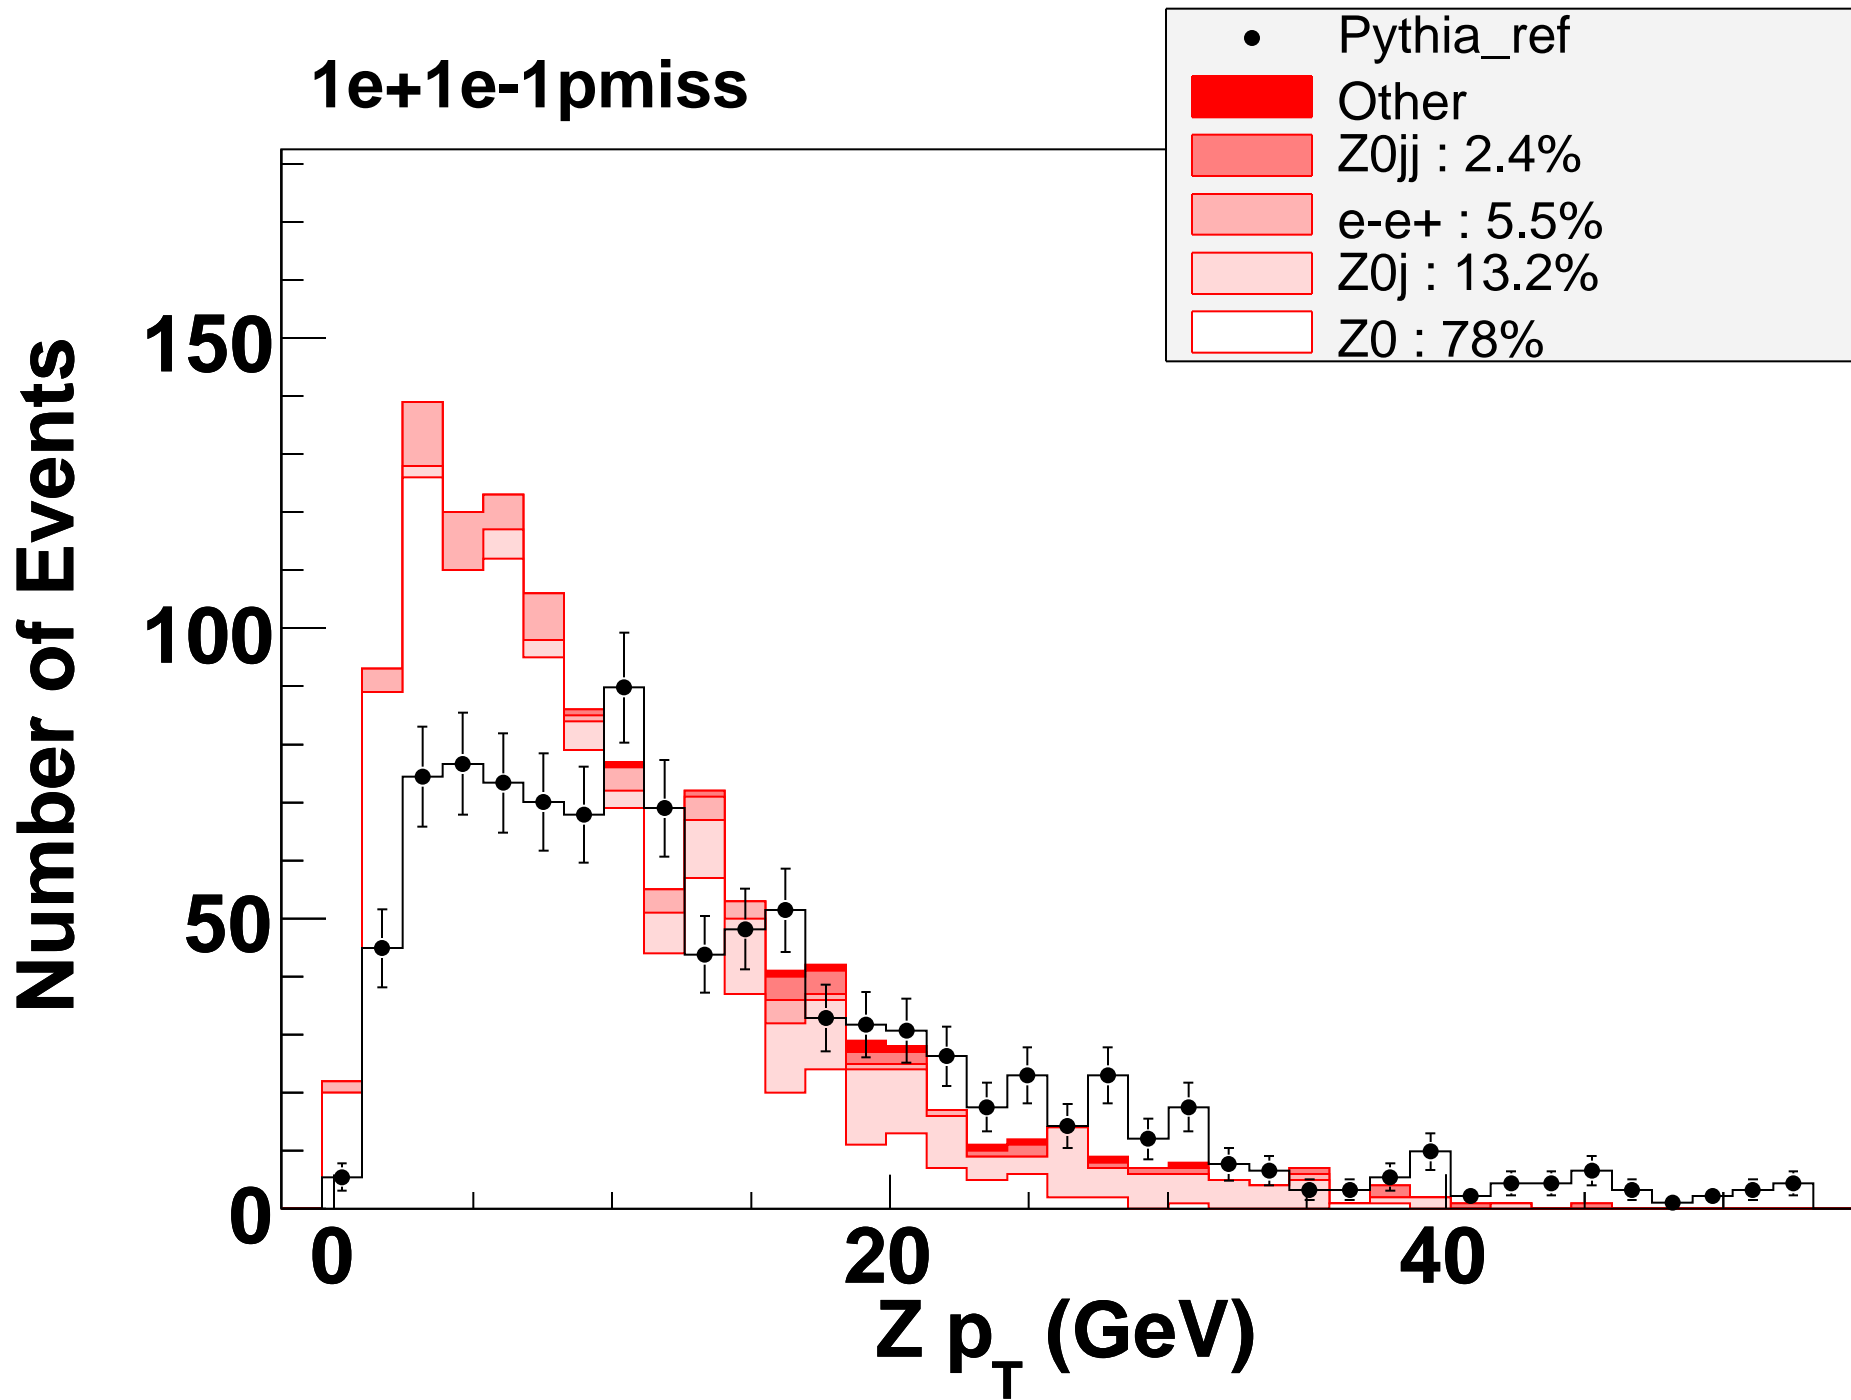 1e+1e-1pmiss
Pythia_ref
Other
Z0jj : 2.4%
e-e+ : 5.5%
Z0j : 13.2%
Z0 : 78%
Number of Events
150
100
50
0
0 20 40
Z p_T (GeV)